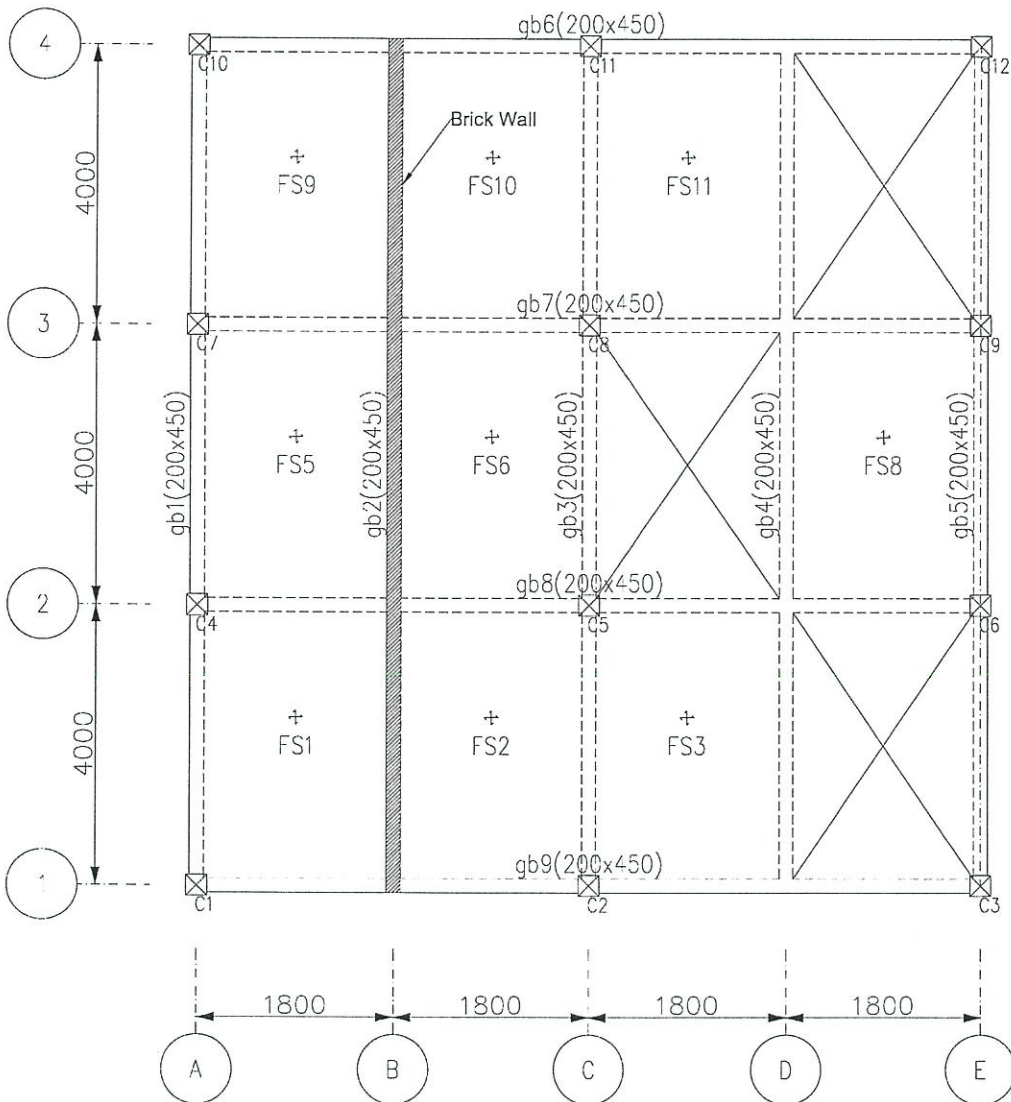 gb6(200x450)
4
C10
C11
C12
Brick Wall
4000
FS9
FS10
FS11
gb7(200x450)
3
C7
C8
C9
4000
gb1(200x450)
FS5
gb2(200x450)
FS6
gb3(200x450)
gb4(200x450)
FS8
gb5(200x450)
gb8(200x450)
2
C4
C5
C6
4000
FS1
FS2
FS3
gb9(200x450)
1
C1
C2
C3
1800
1800
1800
1800
A
B
C
D
E